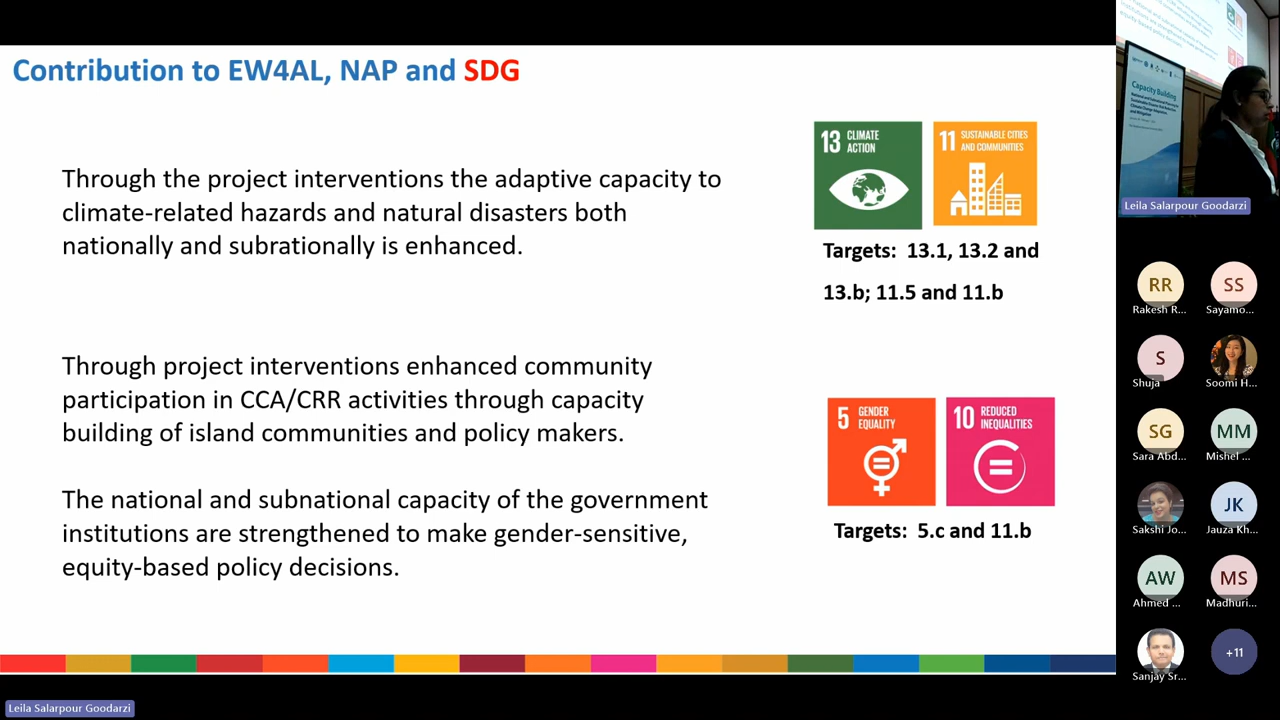 Contribution to EW4AL, NAP and SDG
Through the project interventions the adaptive capacity to
climate-related hazards and natural disasters both
nationally and subrationally is enhanced.
13 CLIMATE
ACTION
11 SUSTAINABLE CITIES
AND COMMUNITIES
Targets: 13.1, 13.2 and
13.b; 11.5 and 11.b
Through project interventions enhanced community
participation in CCA/CRR activities through capacity
building of island communities and policy makers.
The national and subnational capacity of the government
institutions are strengthened to make gender-sensitive,
equity-based policy decisions.
5 GENDER
EQUALITY
10 REDUCED
INEQUALITIES
Targets: 5.c and 11.b
Leila Salarpour Goodarzi
Capacity Building
Leila Salarpour Goodarzi
RR
Rakesh R...
SS
Sayamo...
S
Shuja
Soomi H...
SG
Sara Abd...
MM
Mishel ...
Sakshi Jo...
JK
Jauza Kh...
AW
Ahmed ...
MS
Madhuri...
Sanjay Sr...
+11